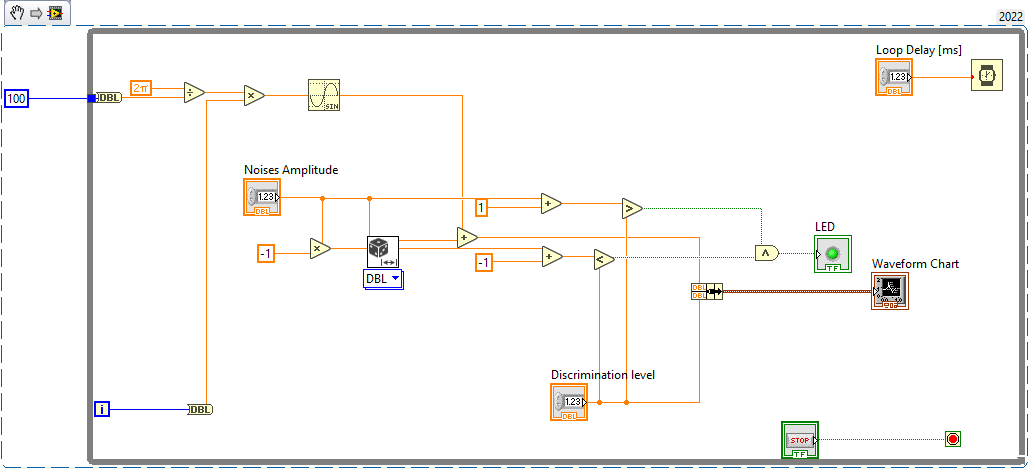 2022
Loop Delay [ms]
1.23
DBL
100
DBL
2π
÷
×
SIN
Noises Amplitude
1.23
DBL
1
+
>
-1
×
DBL
+
-1
+
<
∧
LED
TF
Waveform Chart
DBL
DBL
Discrimination level
1.23
DBL
i
DBL
STOP
TF